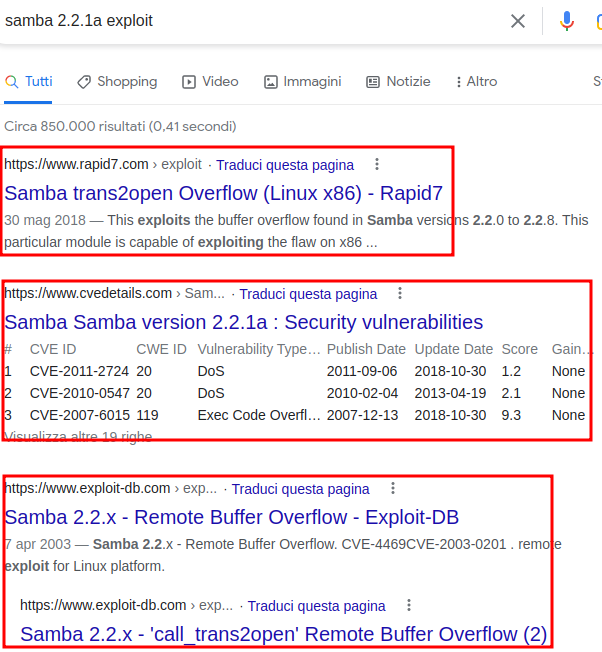 samba 2.2.1a exploit
Tutti Shopping Video Immagini Notizie Altro S
Circa 850.000 risultati (0,41 secondi)
https://www.rapid7.com › exploit · Traduci questa pagina
Samba trans2open Overflow (Linux x86) - Rapid7
30 mag 2018 — This exploits the buffer overflow found in Samba versions 2.2.0 to 2.2.8. This
particular module is capable of exploiting the flaw on x86 ...
https://www.cvedetails.com › Sam... · Traduci questa pagina
Samba Samba version 2.2.1a : Security vulnerabilities
# CVE ID CWE ID Vulnerability Type… Publish Date Update Date Score Gain…
1 CVE-2011-2724 20 DoS 2011-09-06 2018-10-30 1.2 None
2 CVE-2010-0547 20 DoS 2010-02-04 2013-04-19 2.1 None
3 CVE-2007-6015 119 Exec Code Overfl… 2007-12-13 2018-10-30 9.3 None
Visualizza altre 19 righe
https://www.exploit-db.com › exp... · Traduci questa pagina
Samba 2.2.x - Remote Buffer Overflow - Exploit-DB
7 apr 2003 — Samba 2.2.x - Remote Buffer Overflow. CVE-4469CVE-2003-0201 . remote
exploit for Linux platform.
https://www.exploit-db.com › exp... · Traduci questa pagina
Samba 2.2.x - 'call_trans2open' Remote Buffer Overflow (2)